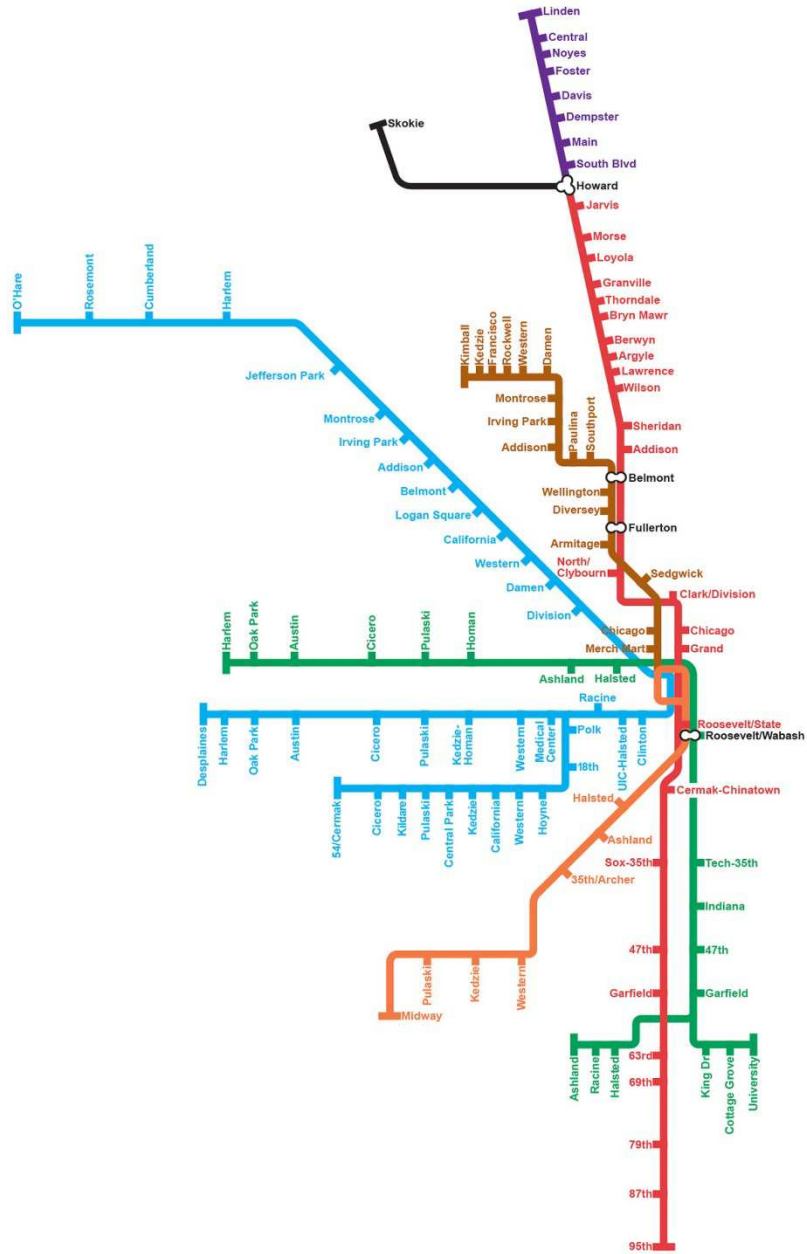 Linden
Central
Noyes
Foster
Davis
Dempster
Main
South Blvd
Skokie
Howard
Jarvis
Morse
Loyola
Granville
Thorndale
Bryn Mawr
Berwyn
Argyle
Lawrence
Wilson
Sheridan
Addison
Belmont
Fullerton
North/
Clybourn
Clark/Division
Chicago
Grand
O'Hare
Rosemont
Cumberland
Harlem
Jefferson Park
Montrose
Irving Park
Addison
Belmont
Logan Square
California
Western
Damen
Division
Kimball
Kedzie
Francisco
Rockwell
Western
Damen
Montrose
Irving Park
Addison
Paulina
Southport
Wellington
Diversey
Armitage
Sedgwick
Chicago
Merch Mart
Harlem
Oak Park
Austin
Cicero
Pulaski
Homan
Ashland
Halsted
Racine
Desplaines
Harlem
Oak Park
Austin
Cicero
Pulaski
Kedzie-
Homan
Western
Medical
Center
Polk
18th
UIC-Halsted
Clinton
54/Cermak
Cicero
Kildare
Pulaski
Central Park
Kedzie
California
Western
Hoyne
Roosevelt/State
Roosevelt/Wabash
Cermak-Chinatown
Halsted
Ashland
35th/Archer
Western
Kedzie
Pulaski
Midway
Sox-35th
Tech-35th
Indiana
47th
47th
Garfield
Garfield
Ashland
Racine
Halsted
King Dr
Cottage Grove
University
63rd
69th
79th
87th
95th